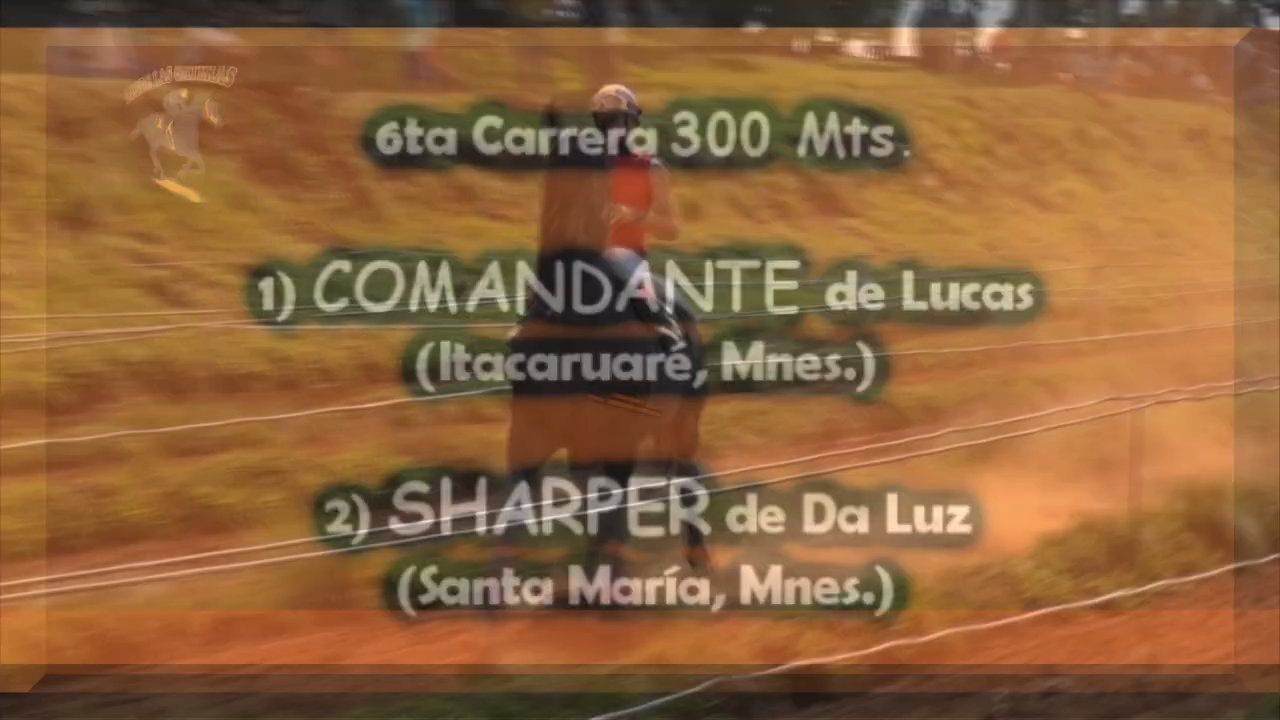 6ta Carrera 300 Mts.
1) COMANDANTE de Lucas
(Itacaruaré, Mnes.)
2) SHARPER de Da Luz
(Santa María, Mnes.)